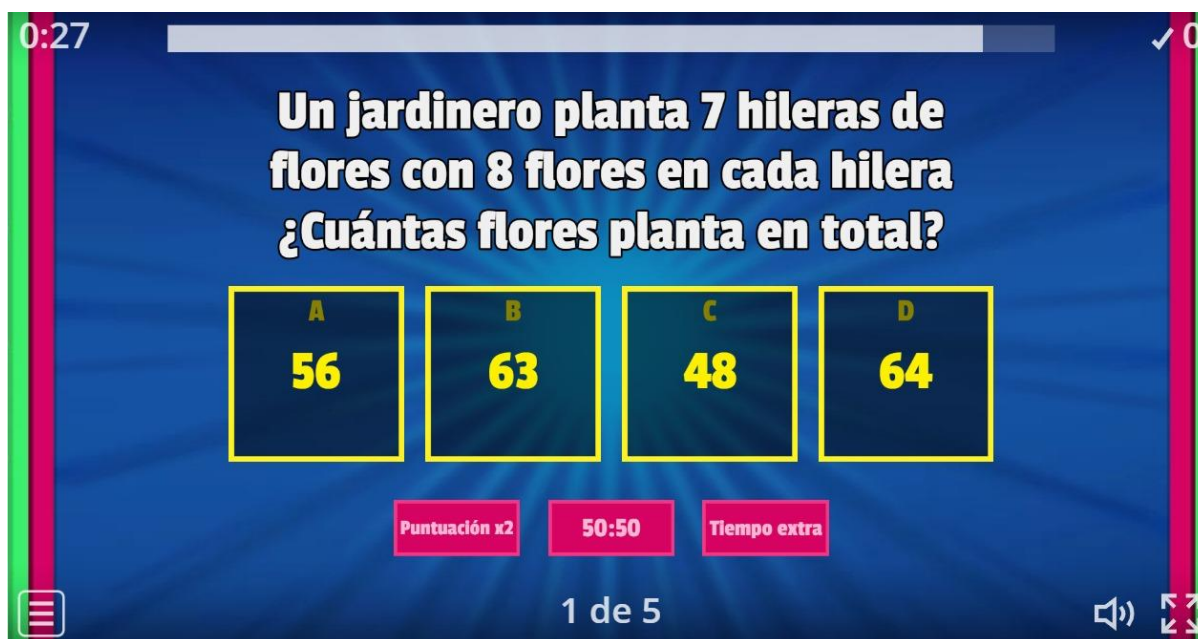 0:27
✓ 0
Un jardinero planta 7 hileras de
flores con 8 flores en cada hilera
¿Cuántas flores planta en total?
A B C D
56 63 48 64
Puntuación x2 50:50 Tiempo extra
1 de 5